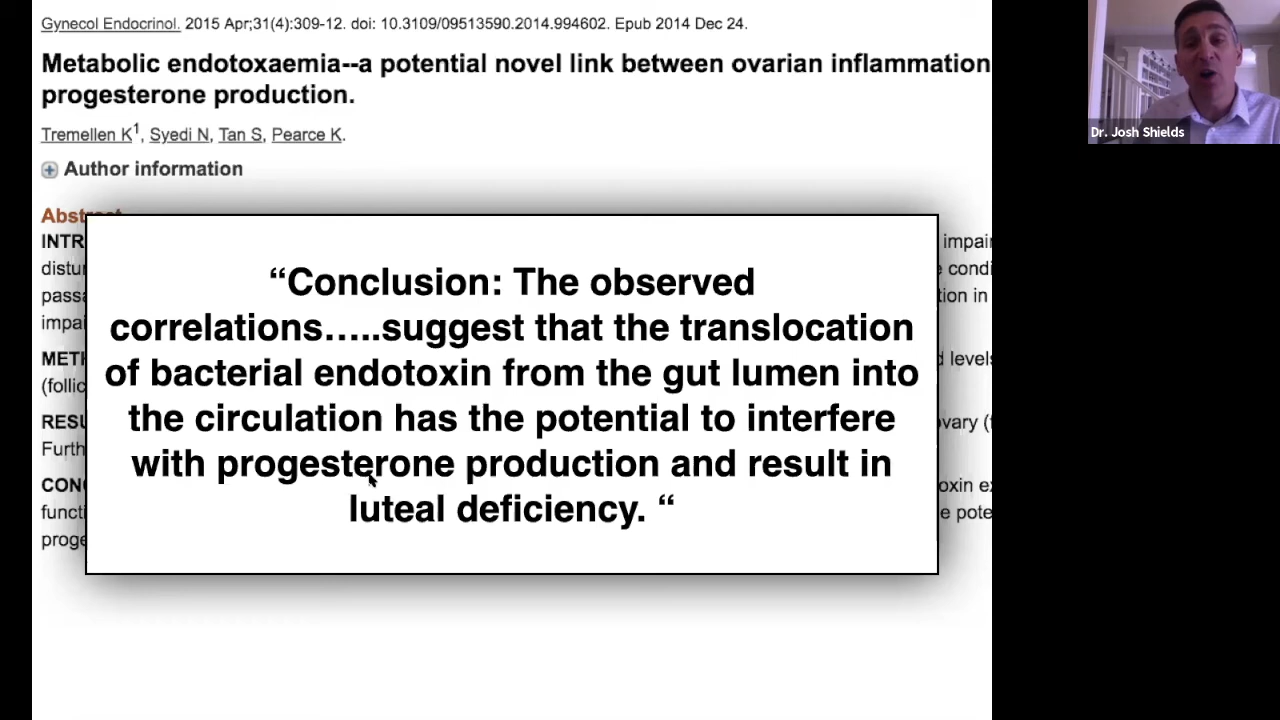 Gynecol Endocrinol. 2015 Apr;31(4):309-12. doi: 10.3109/09513590.2014.994602. Epub 2014 Dec 24.
Metabolic endotoxaemia--a potential novel link between ovarian inflammation
progesterone production.
Tremellen K1, Syedi N, Tan S, Pearce K.
Author information
“Conclusion: The observed
correlations…..suggest that the translocation
of bacterial endotoxin from the gut lumen into
the circulation has the potential to interfere
with progesterone production and result in
luteal deficiency. “
Dr. Josh Shields